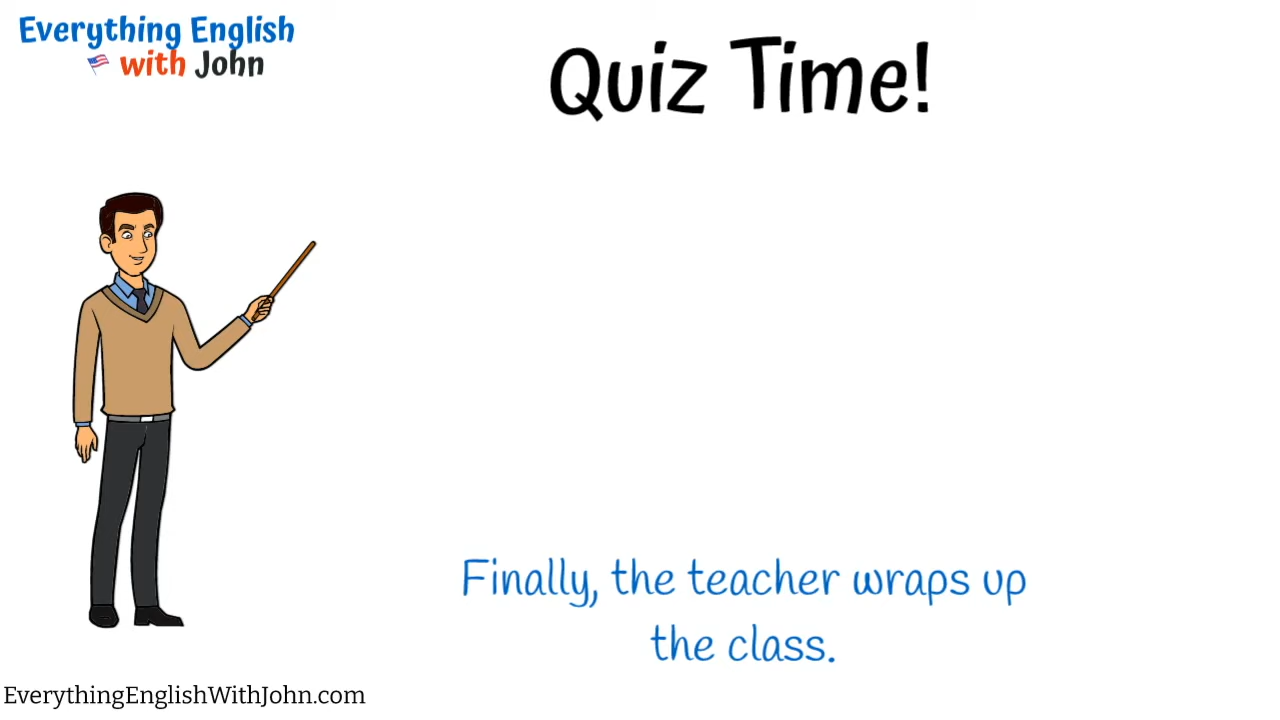 Everything English
with John
Quiz Time!
Finally, the teacher wraps up
the class.
EverythingEnglishWithJohn.com